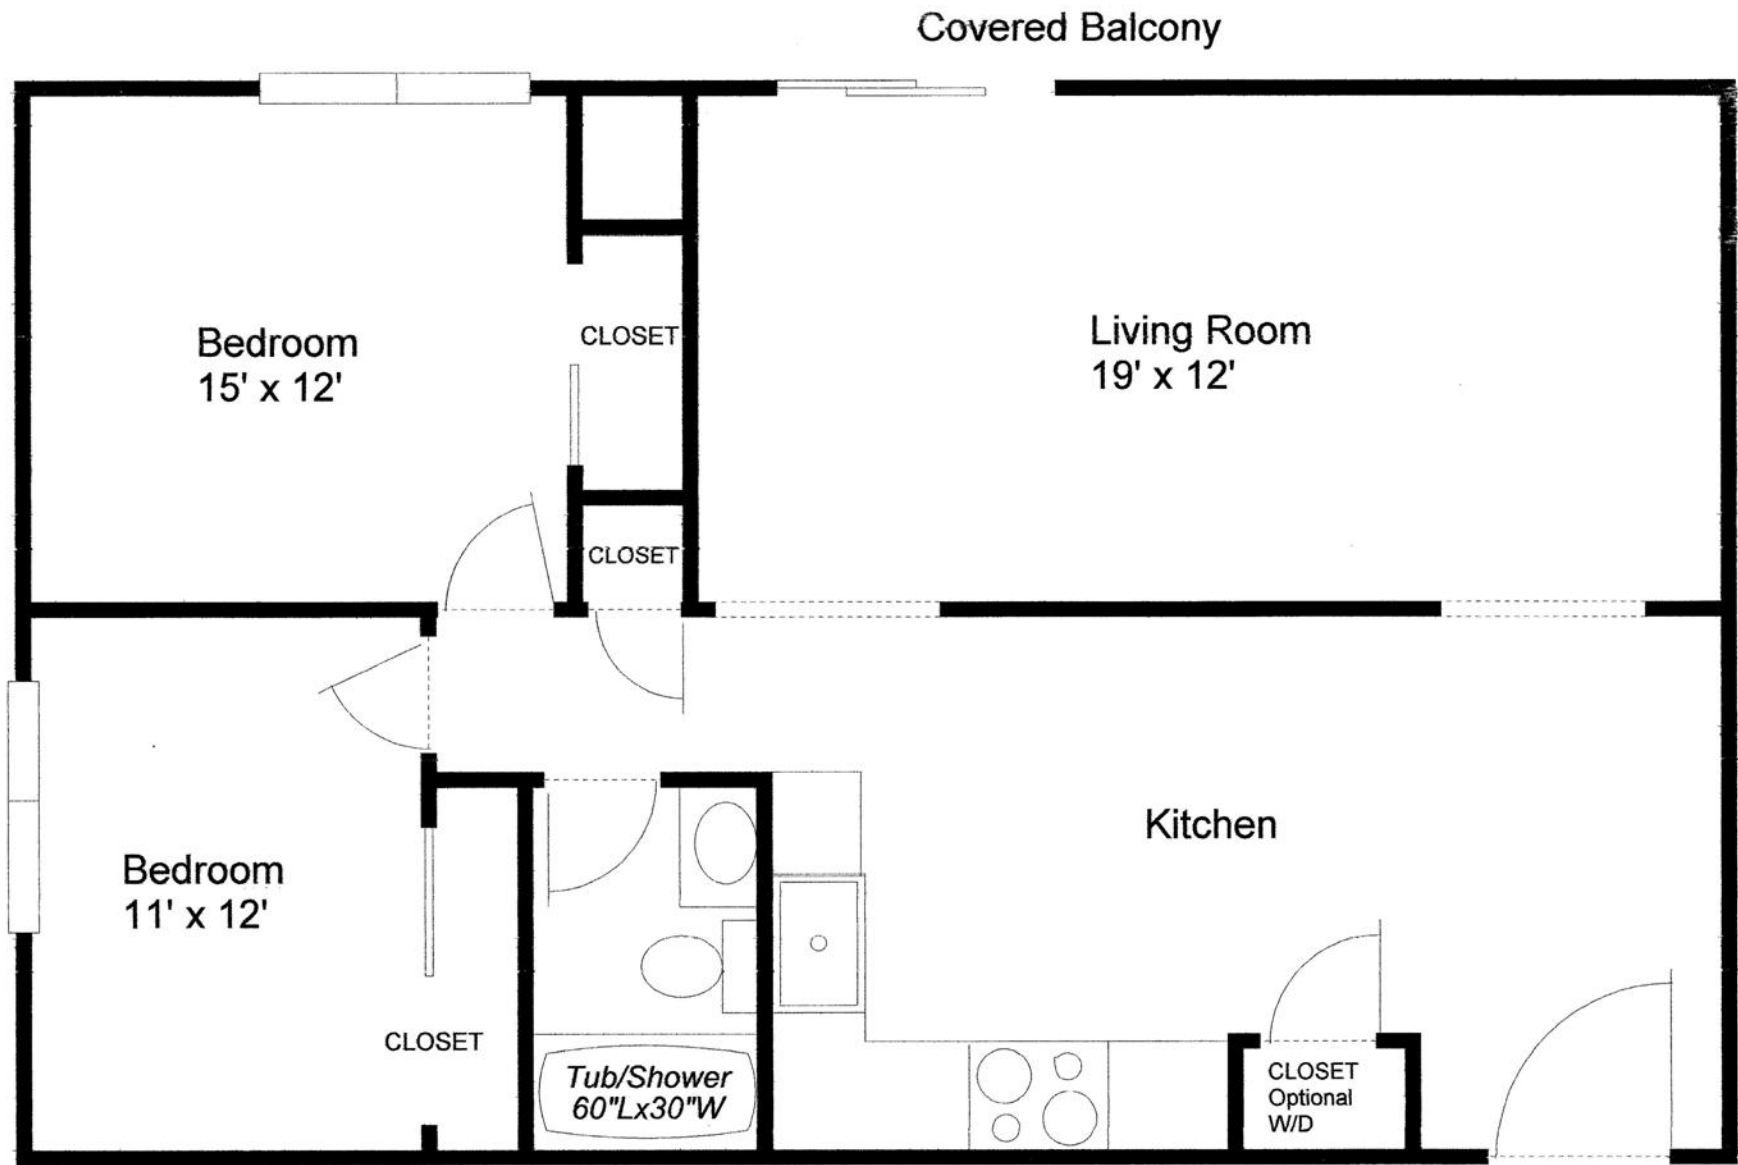 Covered Balcony
Bedroom
15' x 12'
CLOSET
Living Room
19' x 12'
CLOSET
Kitchen
Bedroom
11' x 12'
CLOSET
Tub/Shower
60"Lx30"W
CLOSET
Optional
W/D